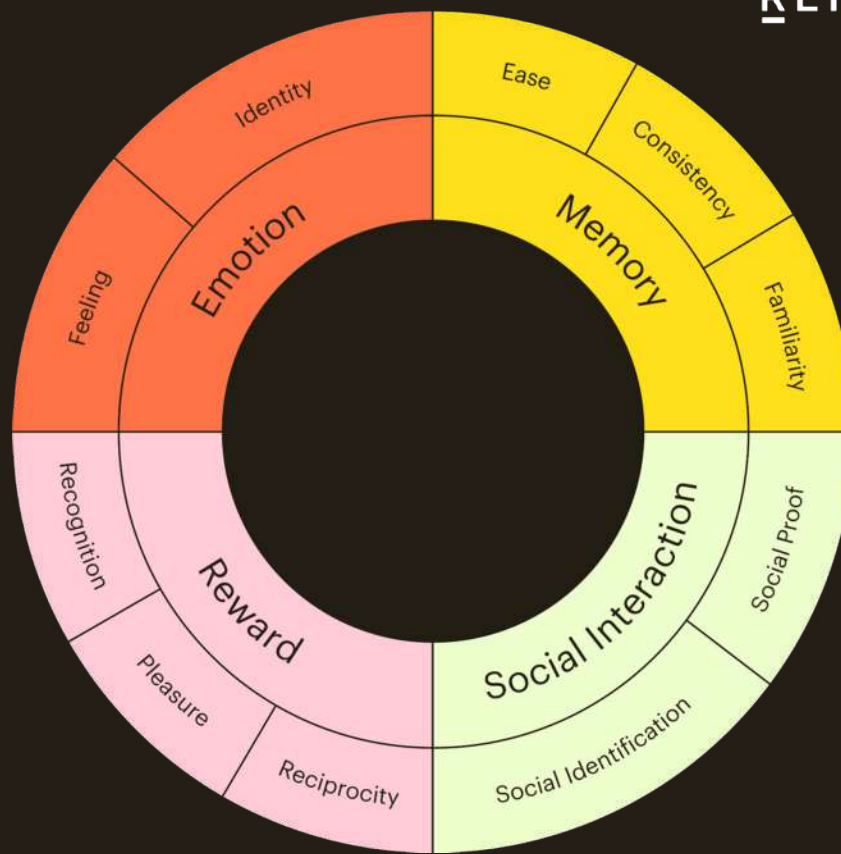 Identity
Feeling
Emotion
Ease
Consistency
Familiarity
Memory
Recognition
Pleasure
Reciprocity
Reward
Social Proof
Social Identification
Social Interaction